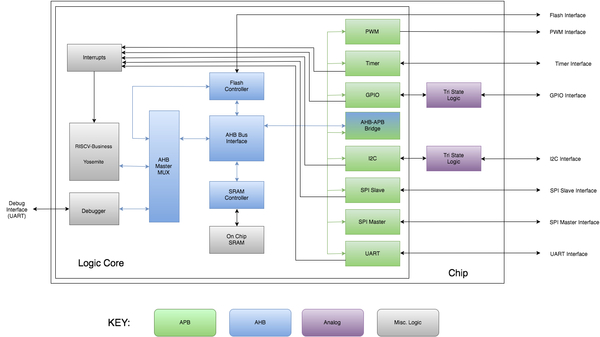 Flash Interface
PWM
PWM Interface
Interrupts
Timer
Timer Interface
Flash
Controller
GPIO
Tri State
Logic
GPIO Interface
RISCV-Business
Yosemite
AHB
Master
MUX
AHB Bus
Interface
AHB-APB
Bridge
I2C
Tri State
Logic
I2C Interface
Debug
Interface
(UART)
Debugger
SRAM
Controller
SPI Slave
SPI Slave Interface
On Chip
SRAM
SPI Master
SPI Master Interface
UART
UART Interface
Logic Core
Chip
KEY:
APB
AHB
Analog
Misc. Logic